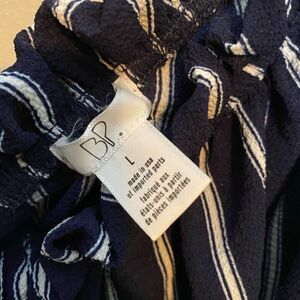 BP.
L
made in usa
of imported parts
fabriqué aux
états-unis à partir
de pièces importées